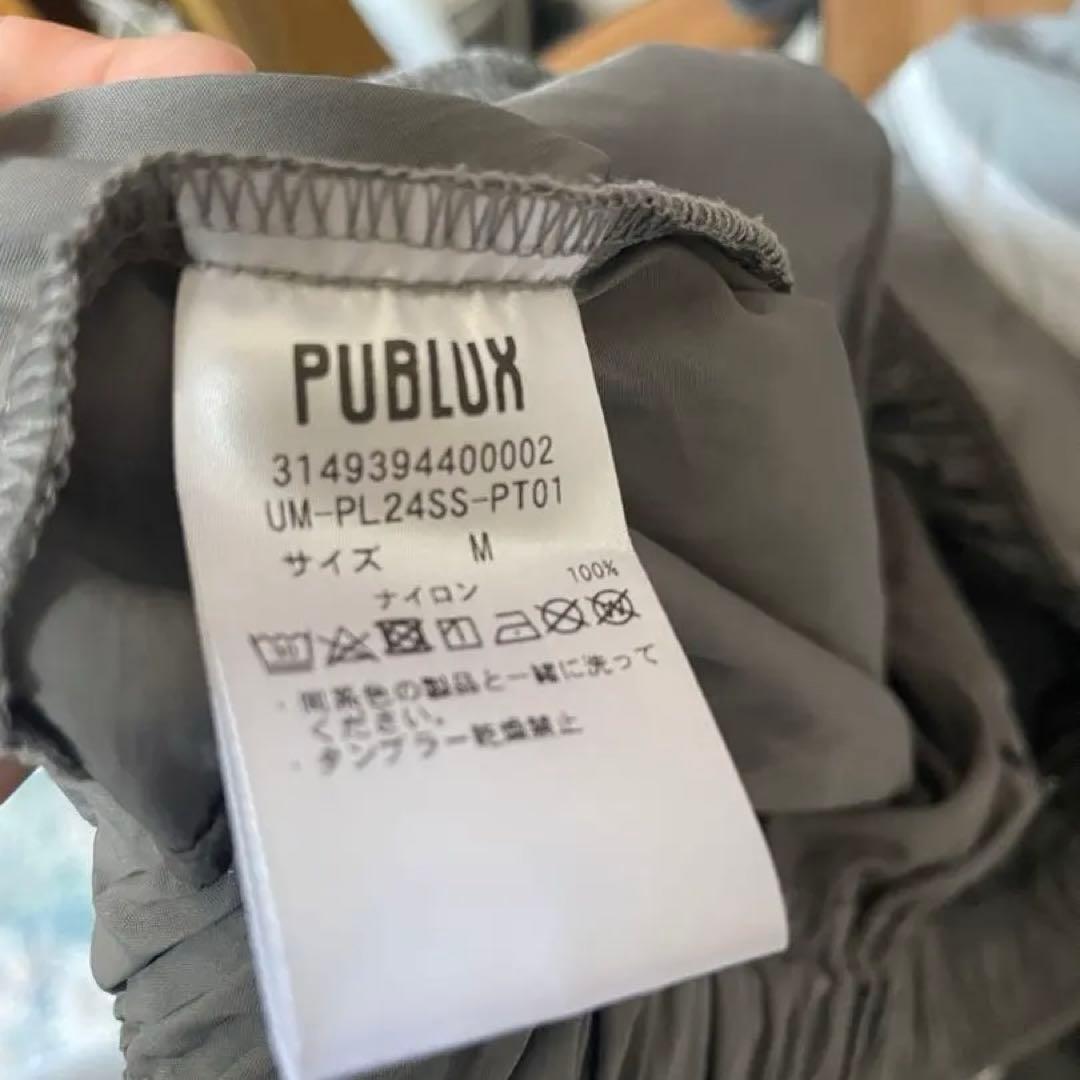 PUBLUX
3149394400002
UM-PL24SS-PT01
サイズ M
ナイロン 100%
・同系色の製品と一緒に洗って
ください。
・タンブラー乾燥禁止